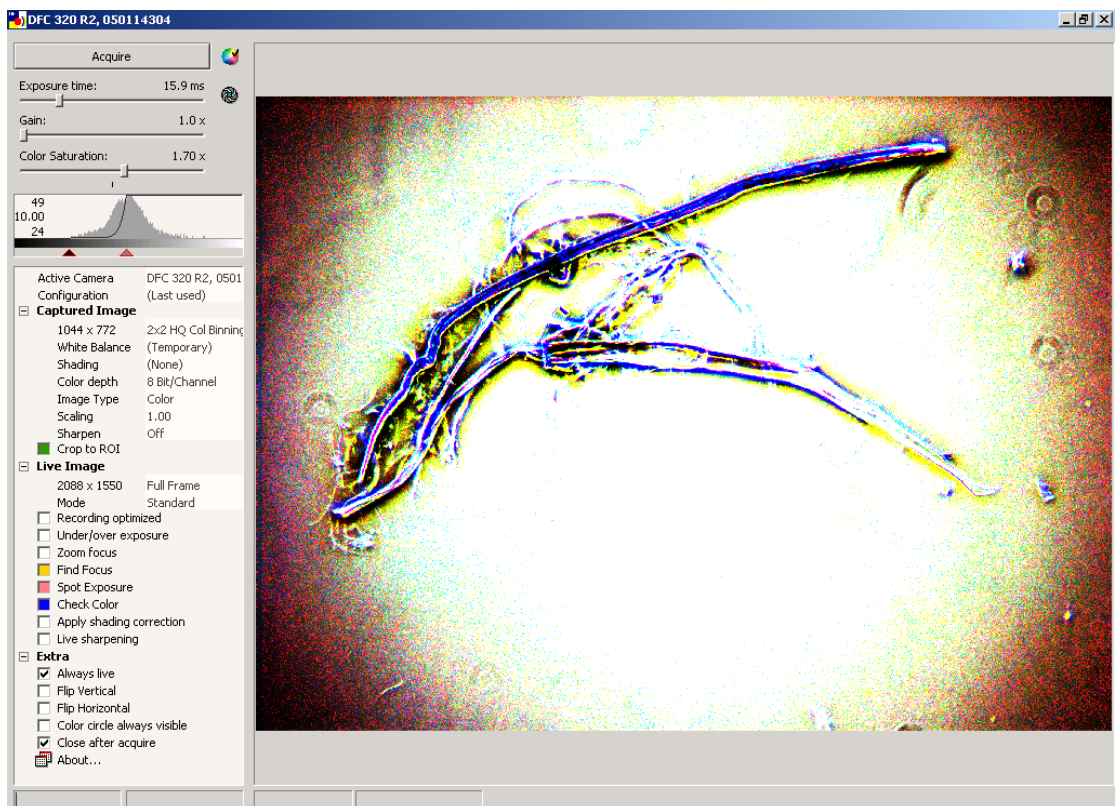 DFC 320 R2, 050114304
Acquire
Exposure time: 15.9 ms
Gain: 1.0 x
Color Saturation: 1.70 x
49
10.00
24
Active Camera DFC 320 R2, 0501
Configuration (Last used)
Captured Image
1044 x 772 2x2 HQ Col Binning
White Balance (Temporary)
Shading (None)
Color depth 8 Bit/Channel
Image Type Color
Scaling 1.00
Sharpen Off
Crop to ROI
Live Image
2088 x 1550 Full Frame
Mode Standard
Recording optimized
Under/over exposure
Zoom focus
Find Focus
Spot Exposure
Check Color
Apply shading correction
Live sharpening
Extra
Always live
Flip Vertical
Flip Horizontal
Color circle always visible
Close after acquire
About...